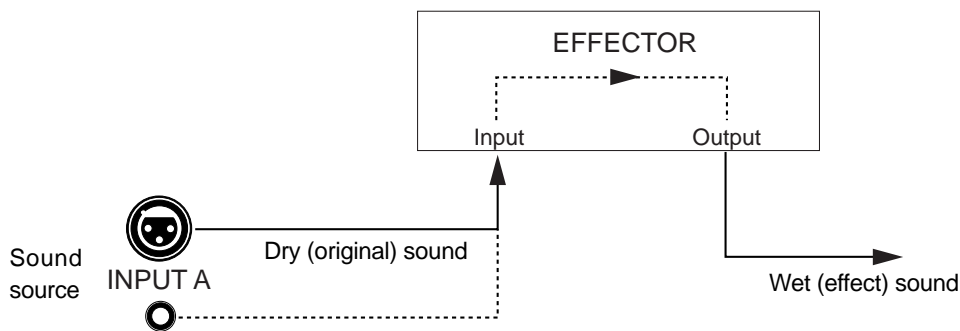 EFFECTOR
Input
Output
Dry (original) sound
Sound
source
INPUT A
Wet (effect) sound